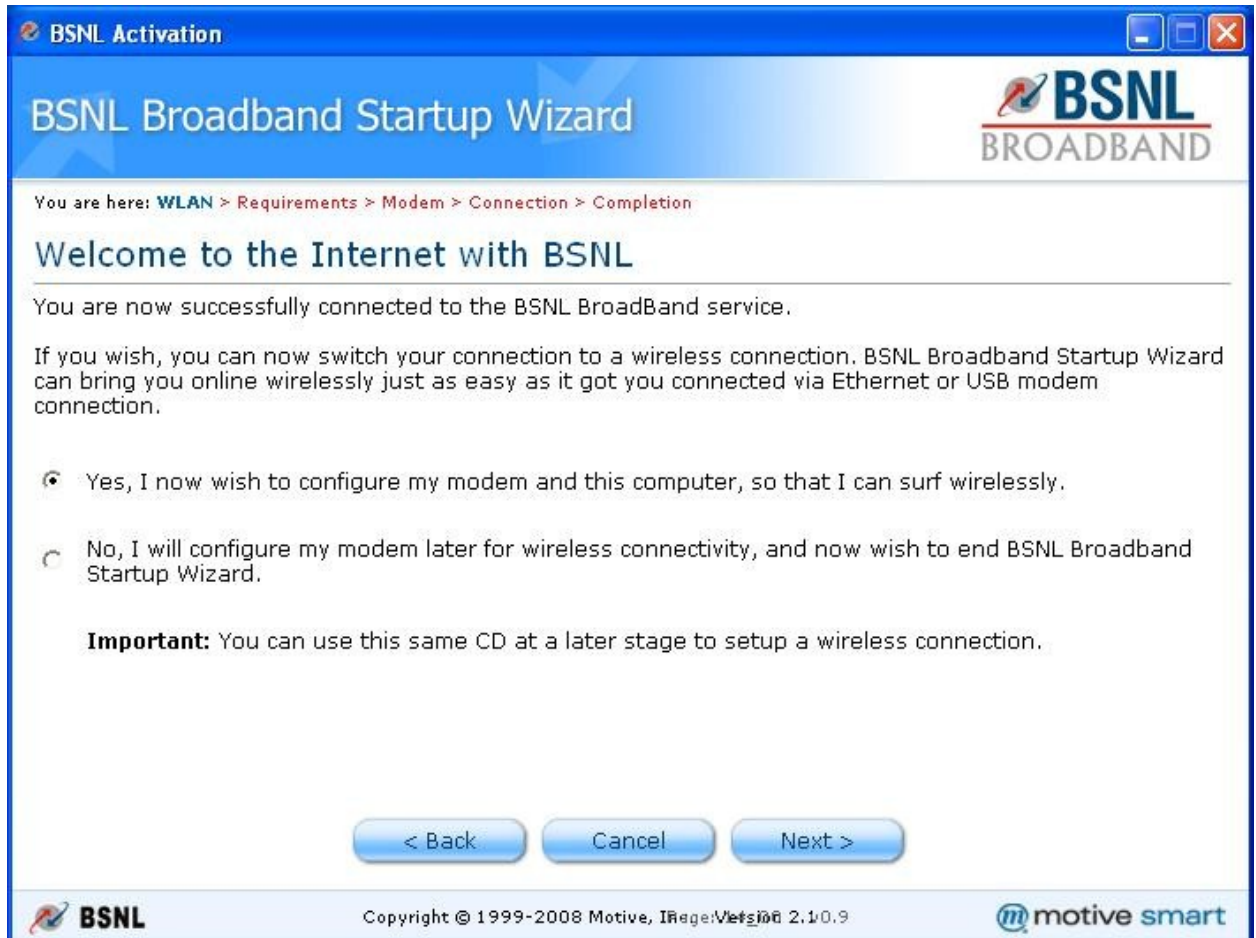 BSNL Activation
BSNL Broadband Startup Wizard
BSNL
BROADBAND
You are here: WLAN > Requirements > Modem > Connection > Completion
Welcome to the Internet with BSNL
You are now successfully connected to the BSNL BroadBand service.
If you wish, you can now switch your connection to a wireless connection. BSNL Broadband Startup Wizard
can bring you online wirelessly just as easy as it got you connected via Ethernet or USB modem
connection.
Yes, I now wish to configure my modem and this computer, so that I can surf wirelessly.
No, I will configure my modem later for wireless connectivity, and now wish to end BSNL Broadband
Startup Wizard.
Important: You can use this same CD at a later stage to setup a wireless connection.
< Back
Cancel
Next >
BSNL
Copyright © 1999-2008 Motive,
m motive smart